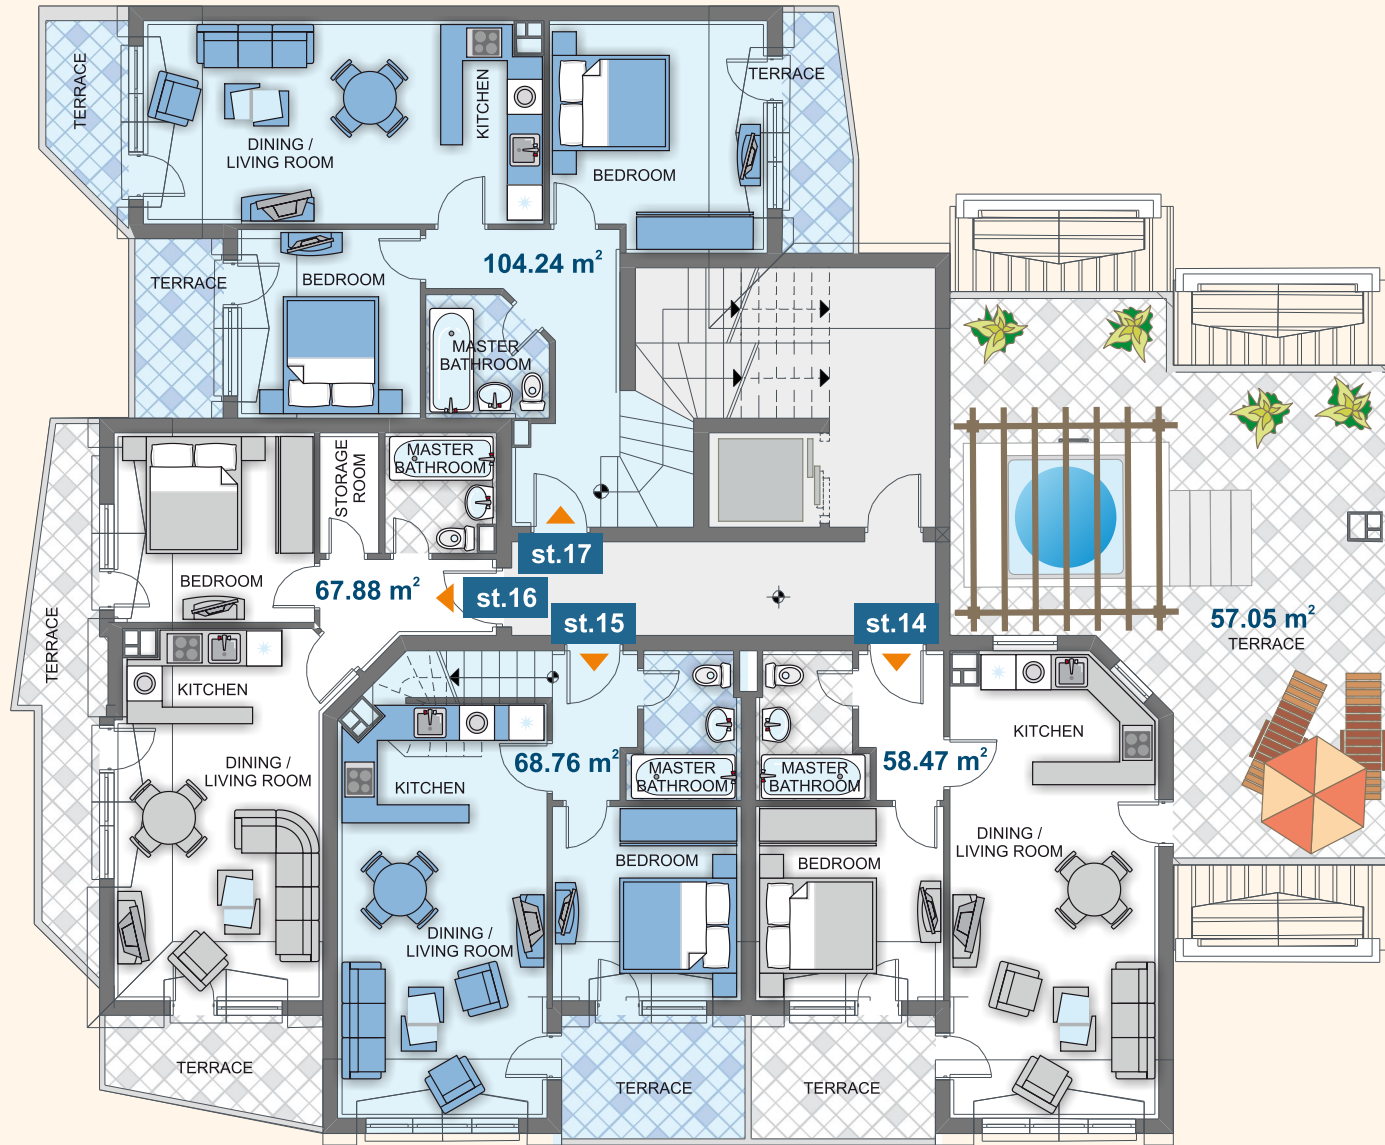 TERRACE
DINING /
LIVING ROOM
KITCHEN
BEDROOM
TERRACE
TERRACE
BEDROOM
104.24 m²
MASTER
BATHROOM
STORAGE
ROOM
MASTER
BATHROOM
BEDROOM
67.88 m²
st.17
st.16
st.15
st.14
57.05 m²
TERRACE
TERRACE
KITCHEN
DINING /
LIVING ROOM
68.76 m²
KITCHEN
MASTER
BATHROOM
MASTER
BATHROOM
58.47 m²
KITCHEN
BEDROOM
BEDROOM
DINING /
LIVING ROOM
DINING /
LIVING ROOM
TERRACE
TERRACE
TERRACE